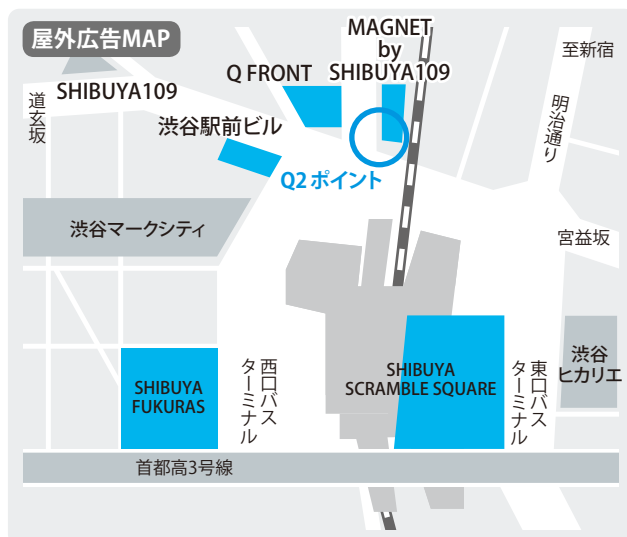 屋外広告MAP
MAGNET
by
SHIBUYA109
至新宿
Q FRONT
SHIBUYA109
道玄坂
明治通り
渋谷駅前ビル
Q2 ポイント
渋谷マークシティ
宮益坂
SHIBUYA
FUKURAS
西口バス
ターミナル
SHIBUYA
SCRAMBLE SQUARE
東口バス
ターミナル
渋谷
ヒカリエ
首都高3号線